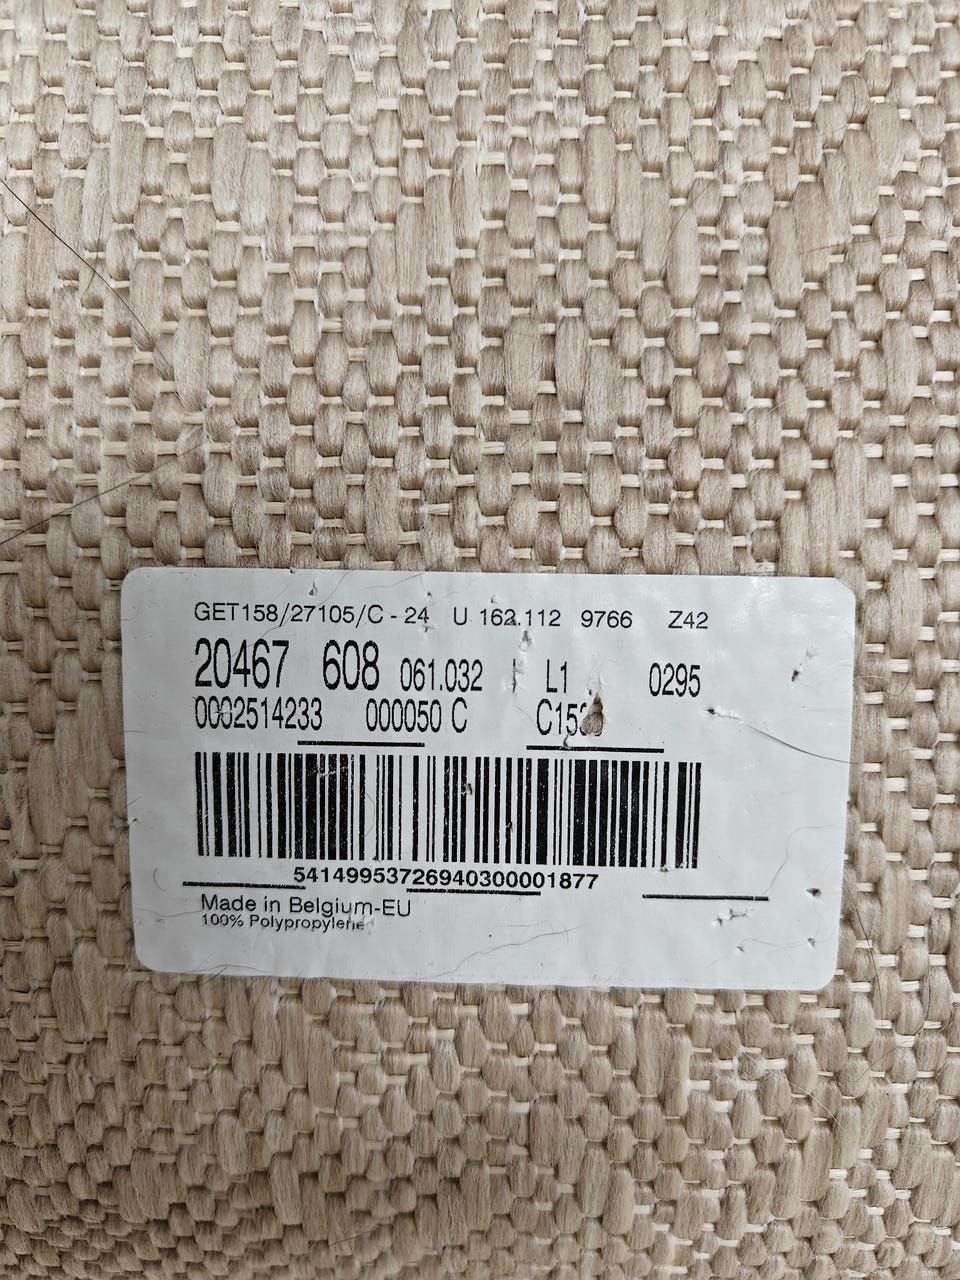 GET158/27105/C - 24 U 162.112 9766 Z42
20467 608 061.032 L1 0295
0002514233 000050 C
54149953726940300001877
Made in Belgium-EU
100% Polypropylene